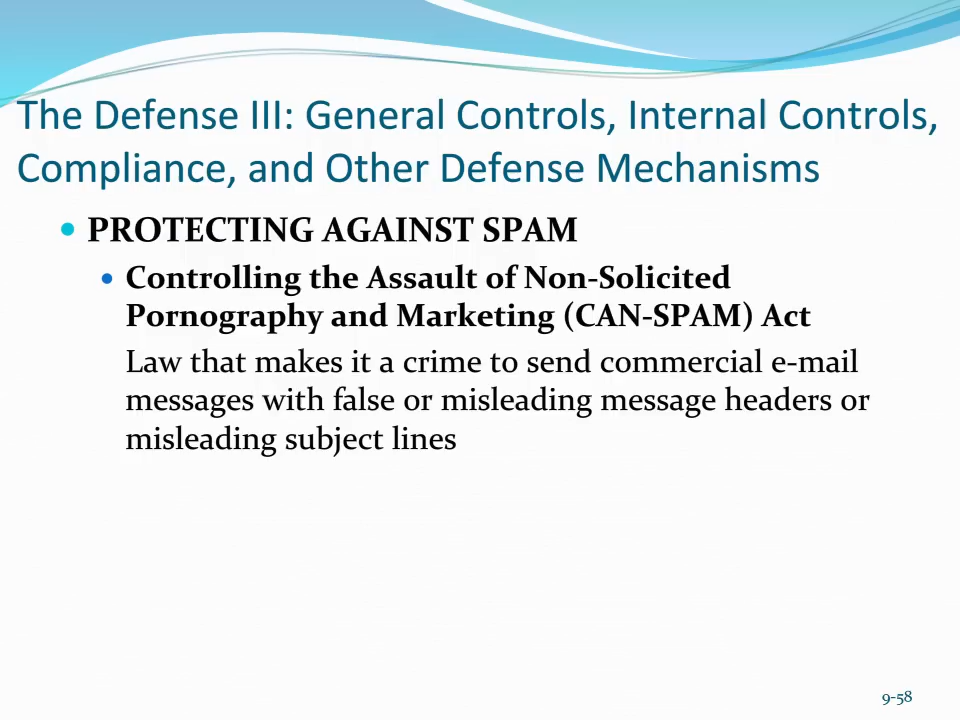 The Defense III: General Controls, Internal Controls,
Compliance, and Other Defense Mechanisms
• PROTECTING AGAINST SPAM
• Controlling the Assault of Non-Solicited
Pornography and Marketing (CAN-SPAM) Act
Law that makes it a crime to send commercial e-mail
messages with false or misleading message headers or
misleading subject lines
9-58